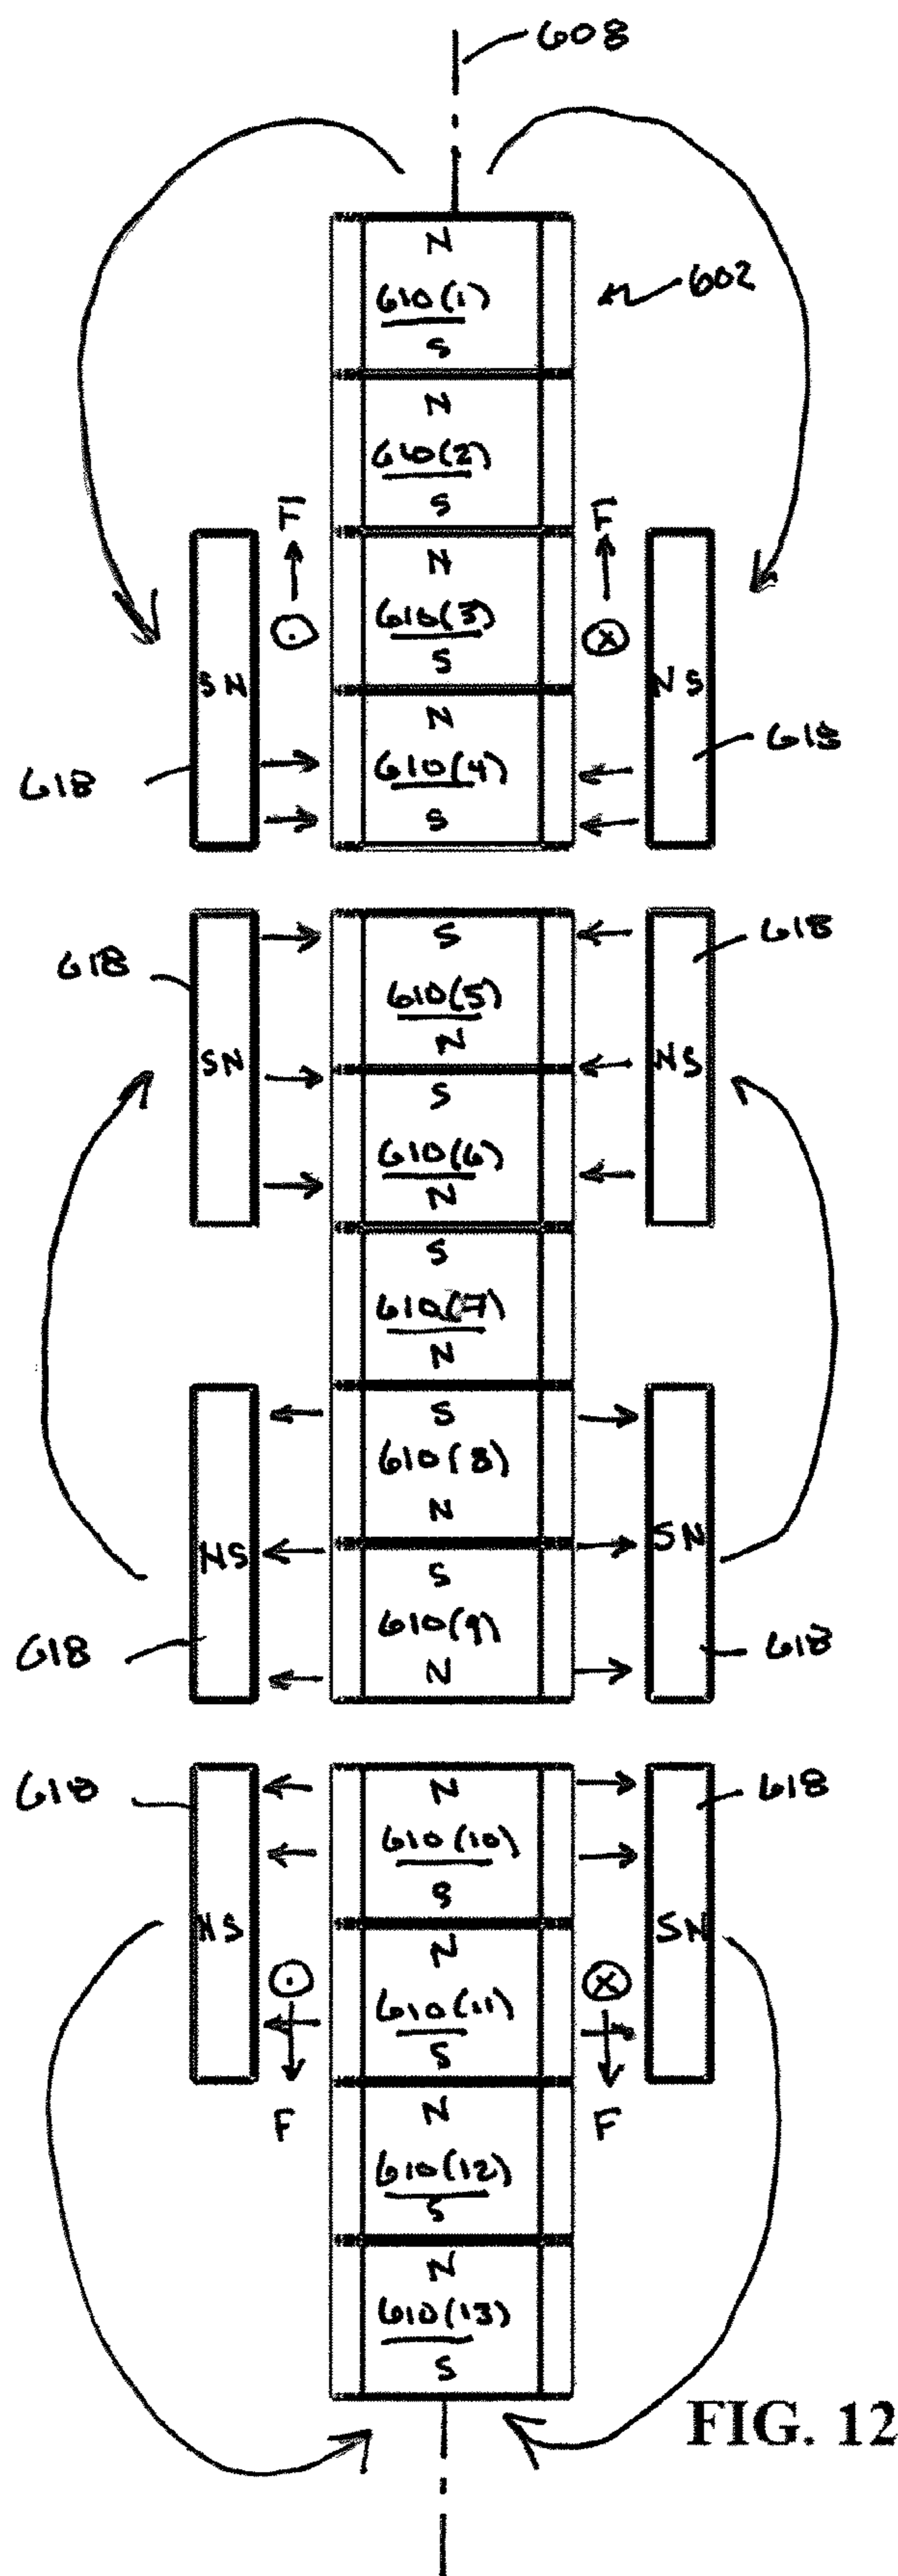 608
N
610(1)
S
602
N
610(2)
S
F
F
N
610(3)
S
SN
NS
N
610(4)
S
618
618
S
610(5)
N
618
618
SN
NS
S
610(6)
N
S
610(7)
N
S
610(8)
N
NS
SN
S
610(9)
N
618
618
N
610(10)
S
618
618
NS
SN
N
610(11)
S
F
F
N
610(12)
S
N
610(13)
S
FIG. 12